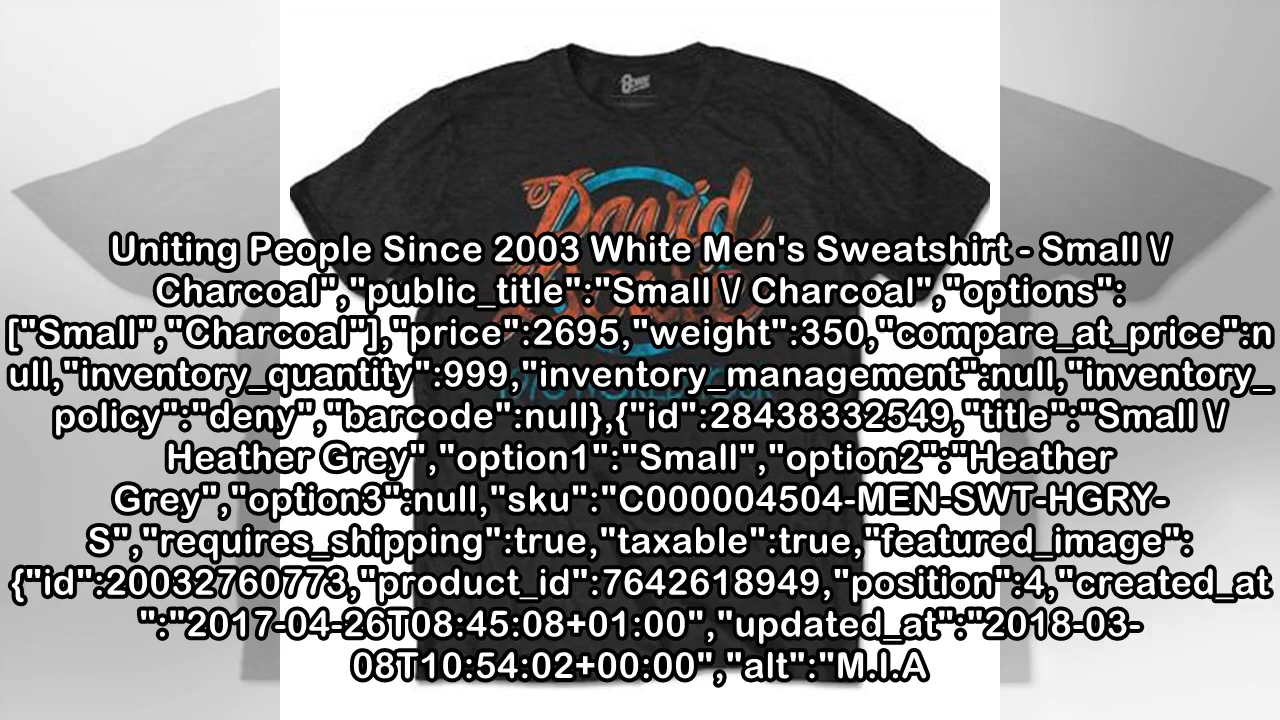 David
Uniting People Since 2003 White Men's Sweatshirt - Small \/
Charcoal","public_title":"Small \/ Charcoal","options":
["Small","Charcoal"],"price":2695,"weight":350,"compare_at_price":n
ull,"inventory_quantity":999,"inventory_management":null,"inventory_
policy":"deny","barcode":null},{"id":28438332549,"title":"Small \/
Heather Grey","option1":"Small","option2":"Heather
Grey","option3":null,"sku":"C000004504-MEN-SWT-HGRY-
S","requires_shipping":true,"taxable":true,"featured_image":
{"id":20032760773,"product_id":7642618949,"position":4,"created_at
":"2017-04-26T08:45:08+01:00","updated_at":"2018-03-
08T10:54:02+00:00","alt":"M.I.A